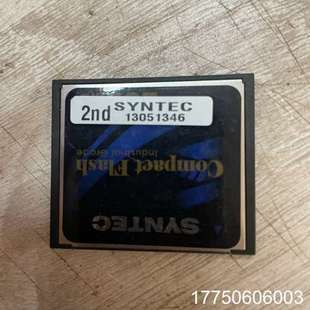 2nd SYNTEC
13051346
Compact Flash
Industrial Grade
SYNTEC
17750606003